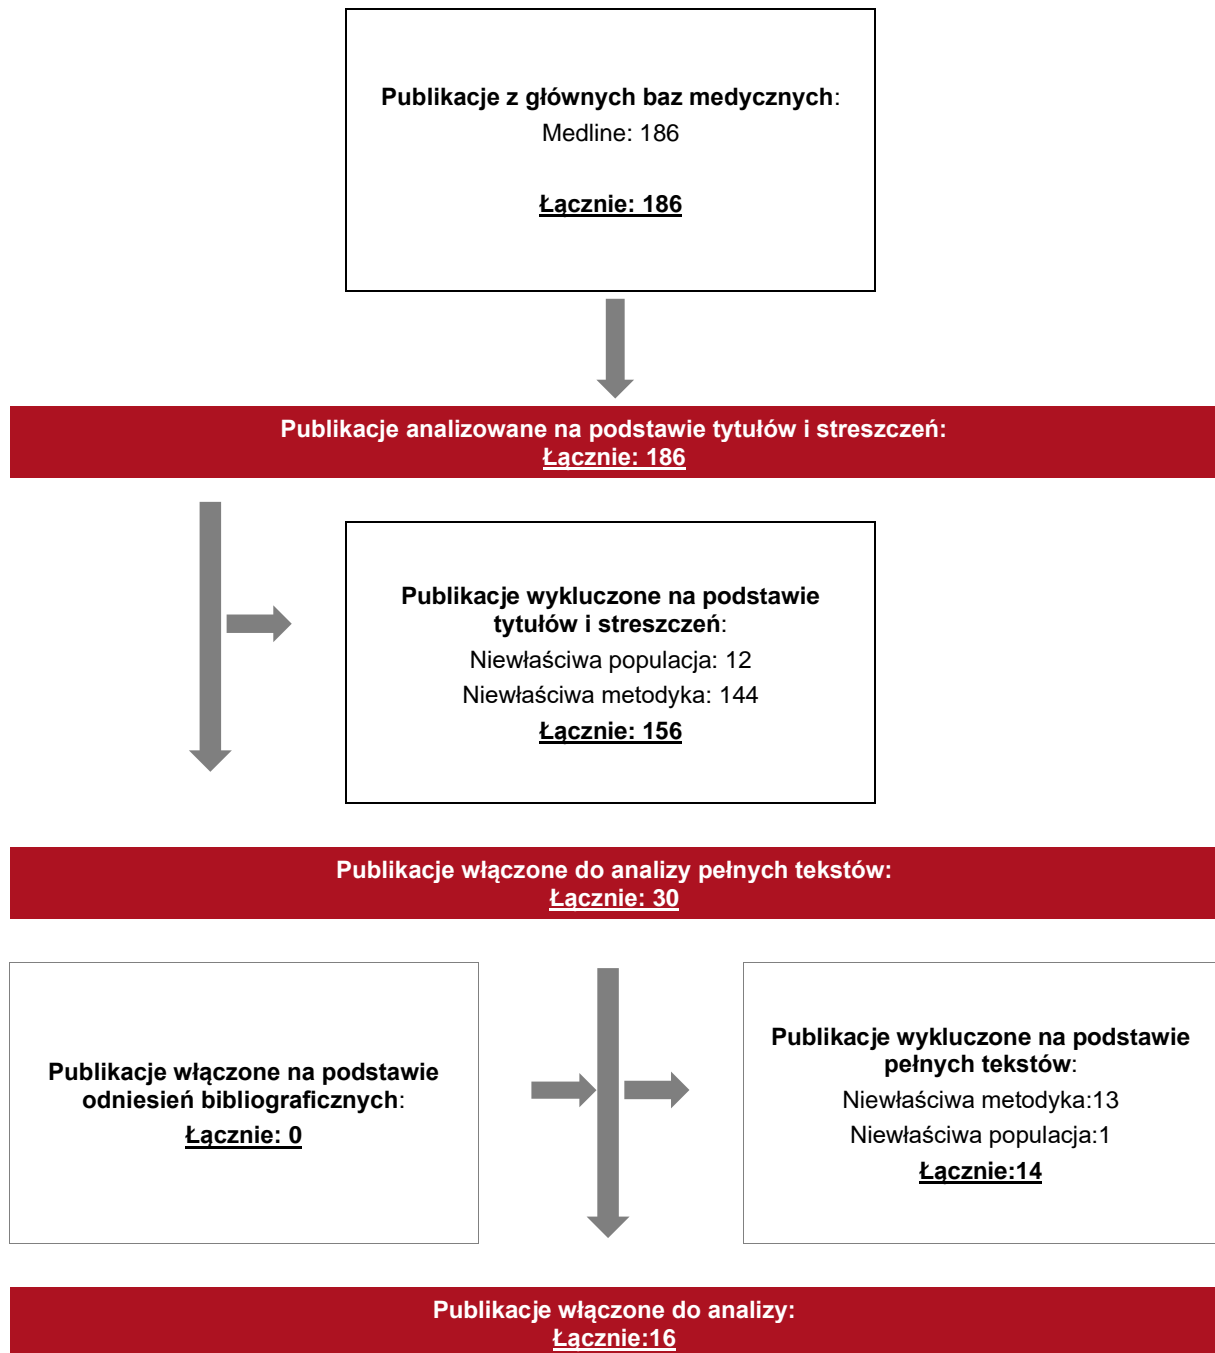 Publikacje z głównych baz medycznych:
Medline: 186
Łącznie: 186
Publikacje analizowane na podstawie tytułów i streszczeń:
Łącznie: 186
Publikacje wykluczone na podstawie
tytułów i streszczeń:
Niewłaściwa populacja: 12
Niewłaściwa metodyka: 144
Łącznie: 156
Publikacje włączone do analizy pełnych tekstów:
Łącznie: 30
Publikacje włączone na podstawie
odniesień bibliograficznych:
Łącznie: 0
Publikacje wykluczone na podstawie
pełnych tekstów:
Niewłaściwa metodyka:13
Niewłaściwa populacja:1
Łącznie:14
Publikacje włączone do analizy:
Łącznie:16